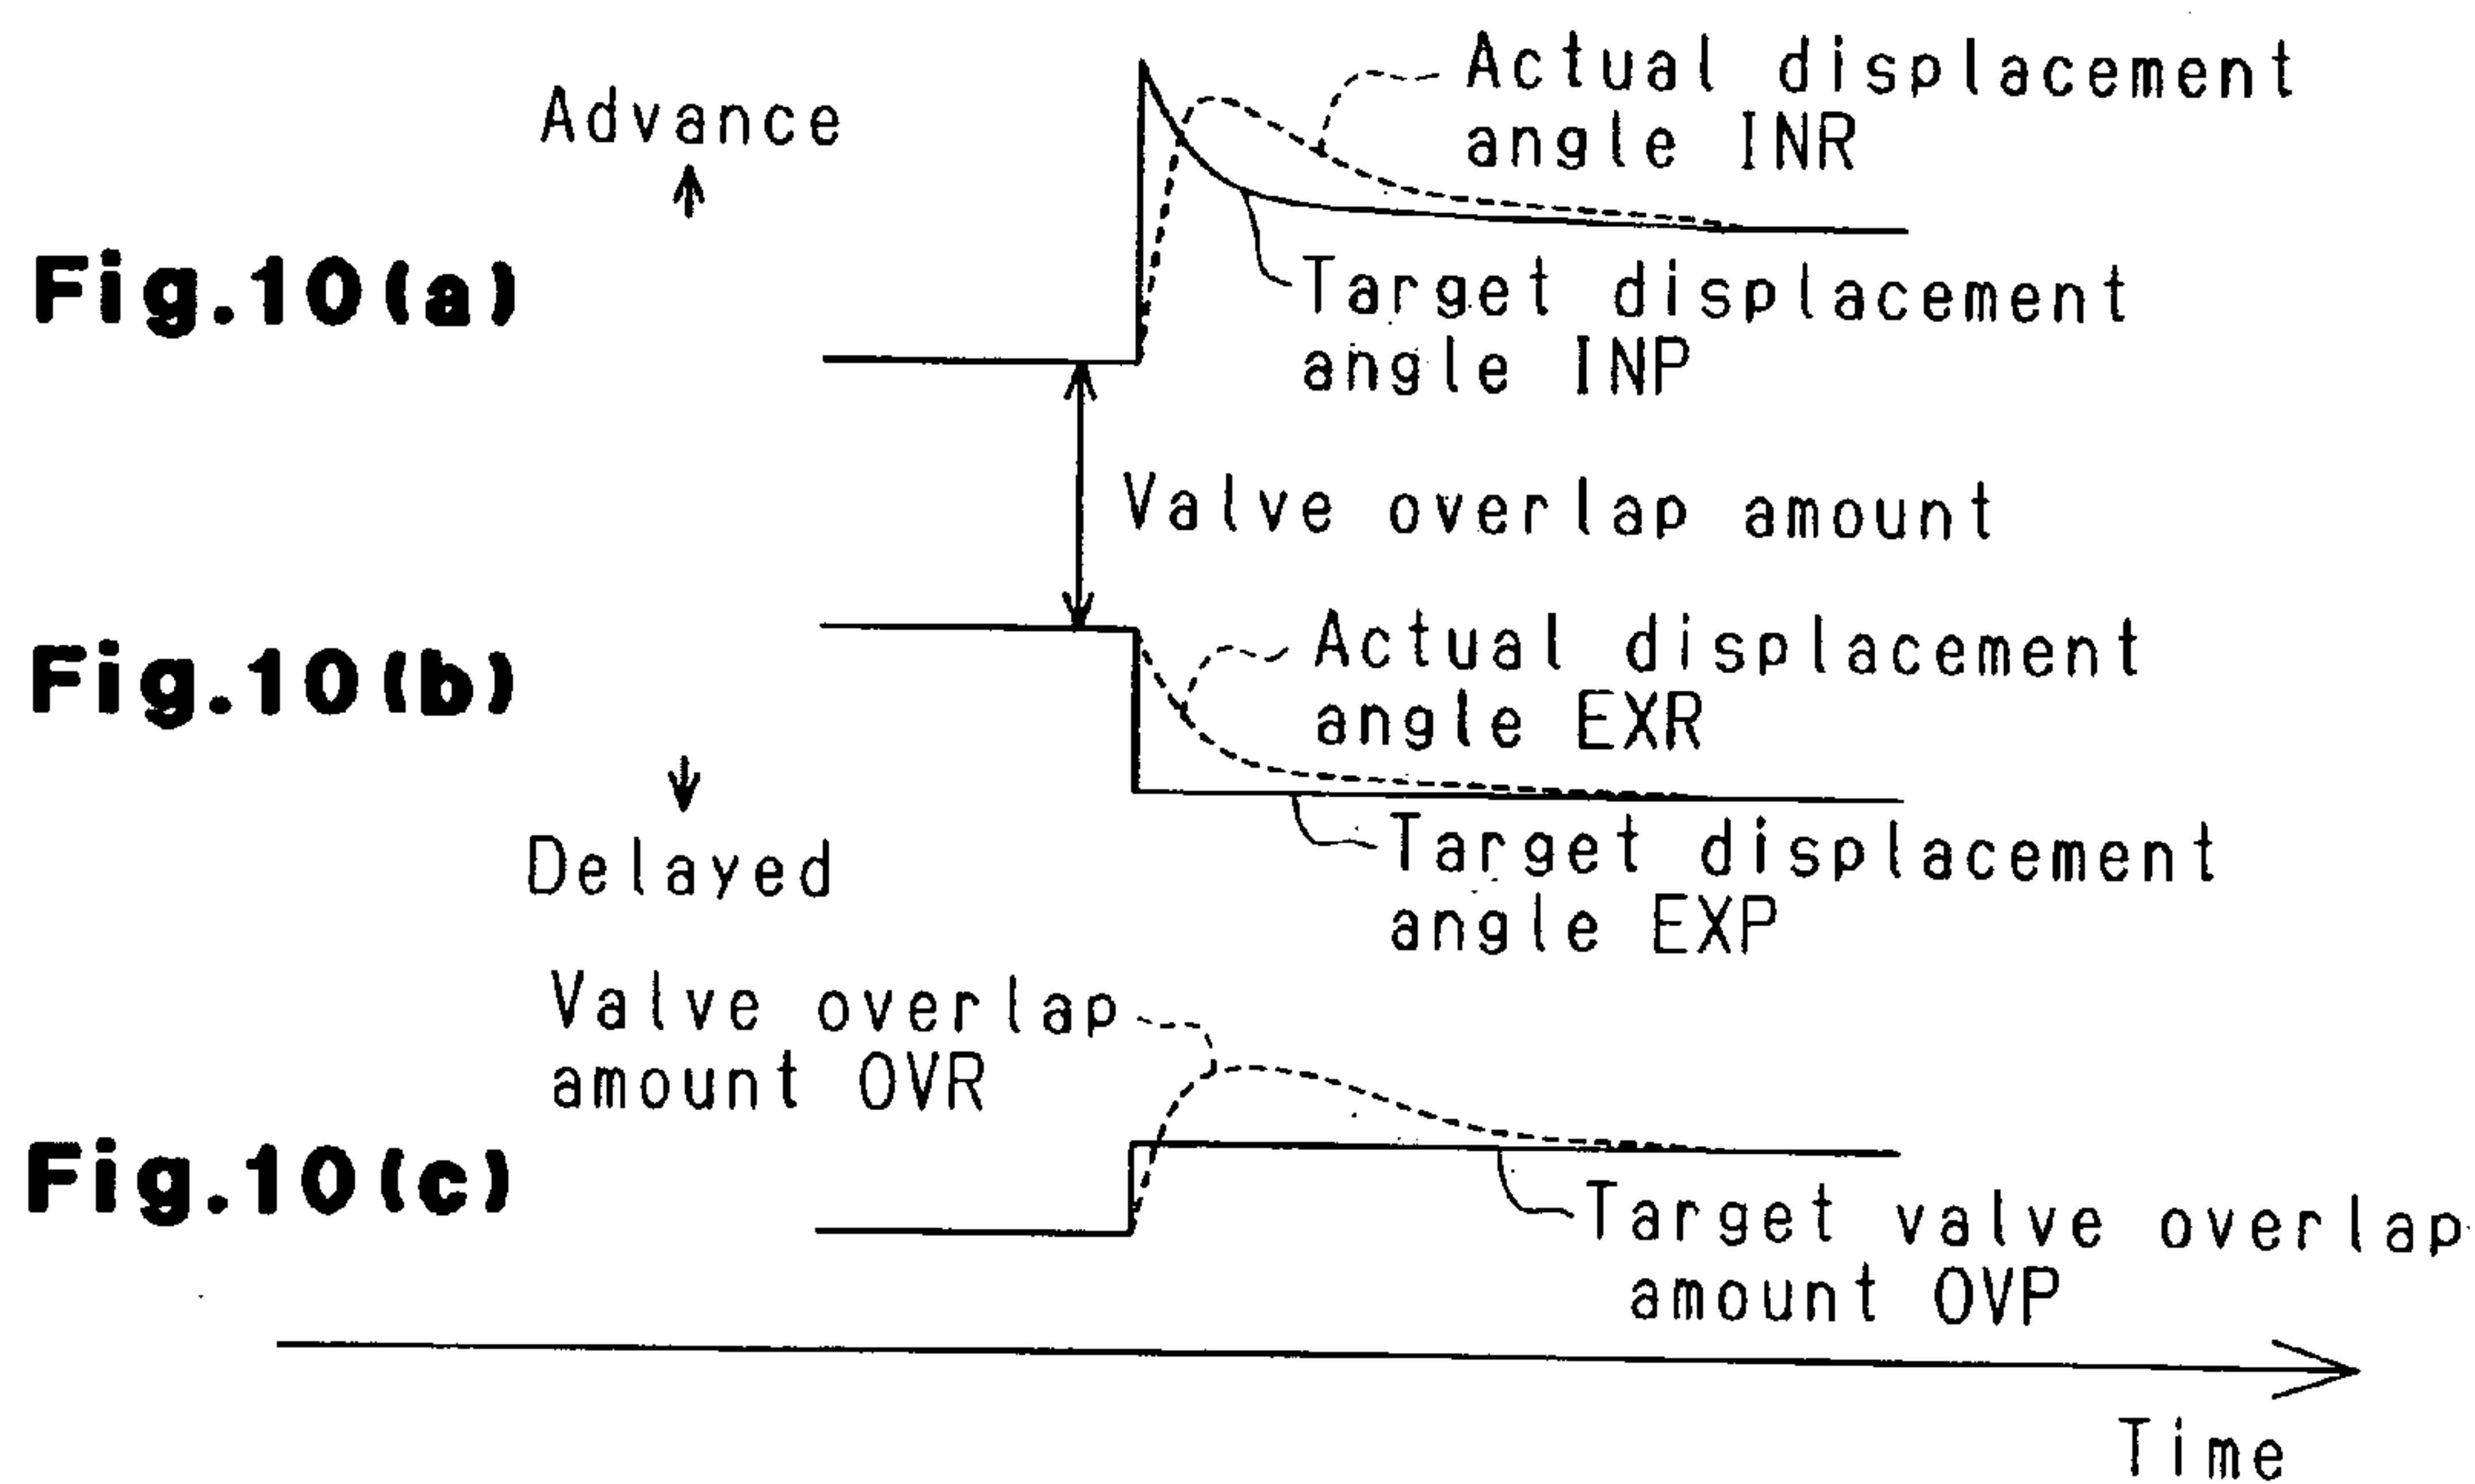 Advance
Actual displacement
angle INR
Fig.10(a)
Target displacement
angle INP
Valve overlap amount
Fig.10(b)
Actual displacement
angle EXR
Delayed
Target displacement
angle EXP
Valve overlap
amount OVR
Fig.10(c)
Target valve overlap
amount OVP
Time